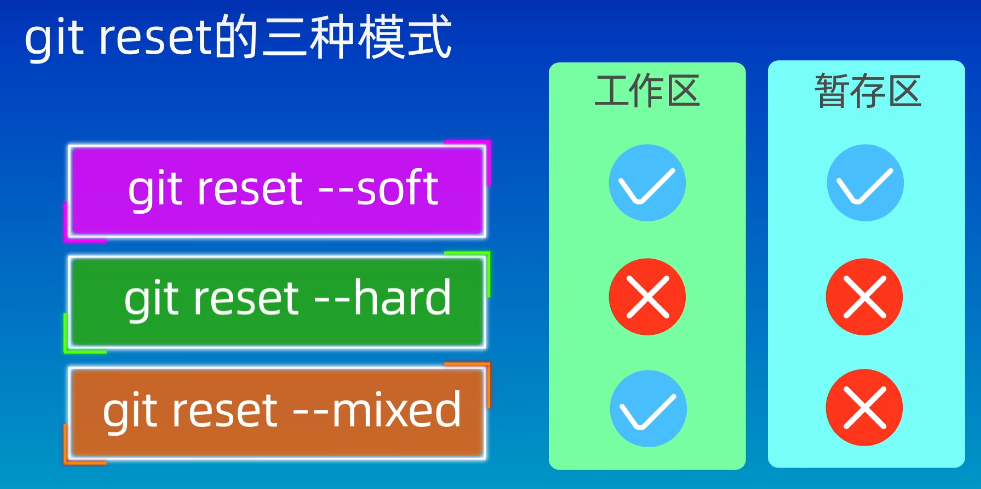 git reset的三种模式
工作区
暂存区
git reset --soft
git reset --hard
git reset --mixed